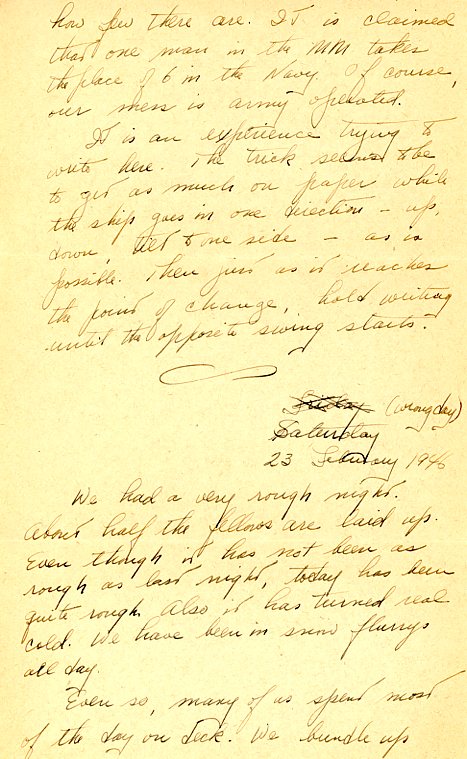 how few there are. It is claimed
that one man in the MM takes
the place of 6 in the Navy. Of course,
our mess is army operated.
It is an experience trying to
write here. The trick seems to be
to get as much on paper while
the ship goes in one direction – up,
down, tilt to one side – as is
possible. Then just as it reaches
the point of change, hold writing
until the opposite swing starts.
Friday (wrong day)
Saturday
23 February 1946
We had a very rough night.
About half the fellows are laid up.
Even though it has not been as
rough as last night, today has been
quite rough. Also it has turned real
cold. We have been in snow flurrys
all day.
Even so, many of us spend most
of the day on deck. We bundle up